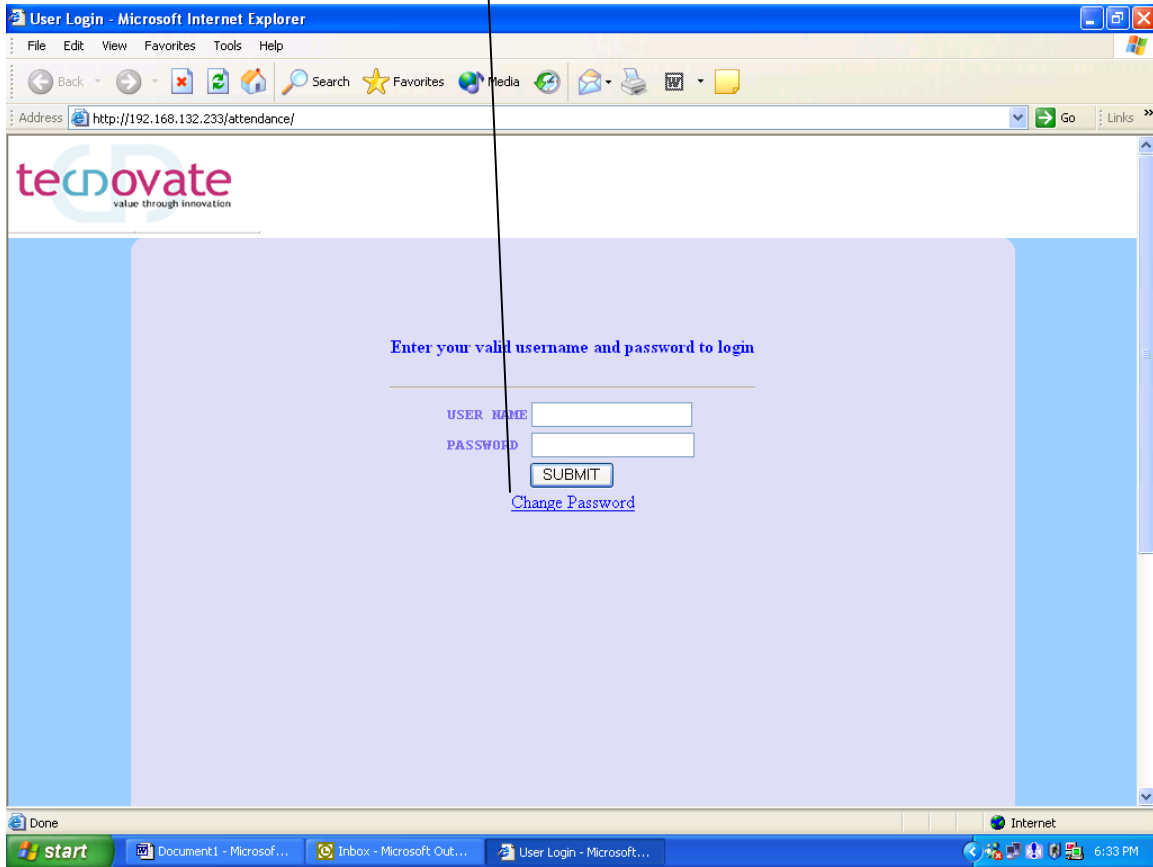 User Login - Microsoft Internet Explorer
File Edit View Favorites Tools Help
Back Search Favorites Media
Address http://192.168.132.233/attendance/ Go Links »
tecnovate
value through innovation
Enter your valid username and password to login
USER NAME
PASSWORD
SUBMIT
Change Password
Done Internet
start Document1 - Microsof... Inbox - Microsoft Out... User Login - Microsoft... 6:33 PM